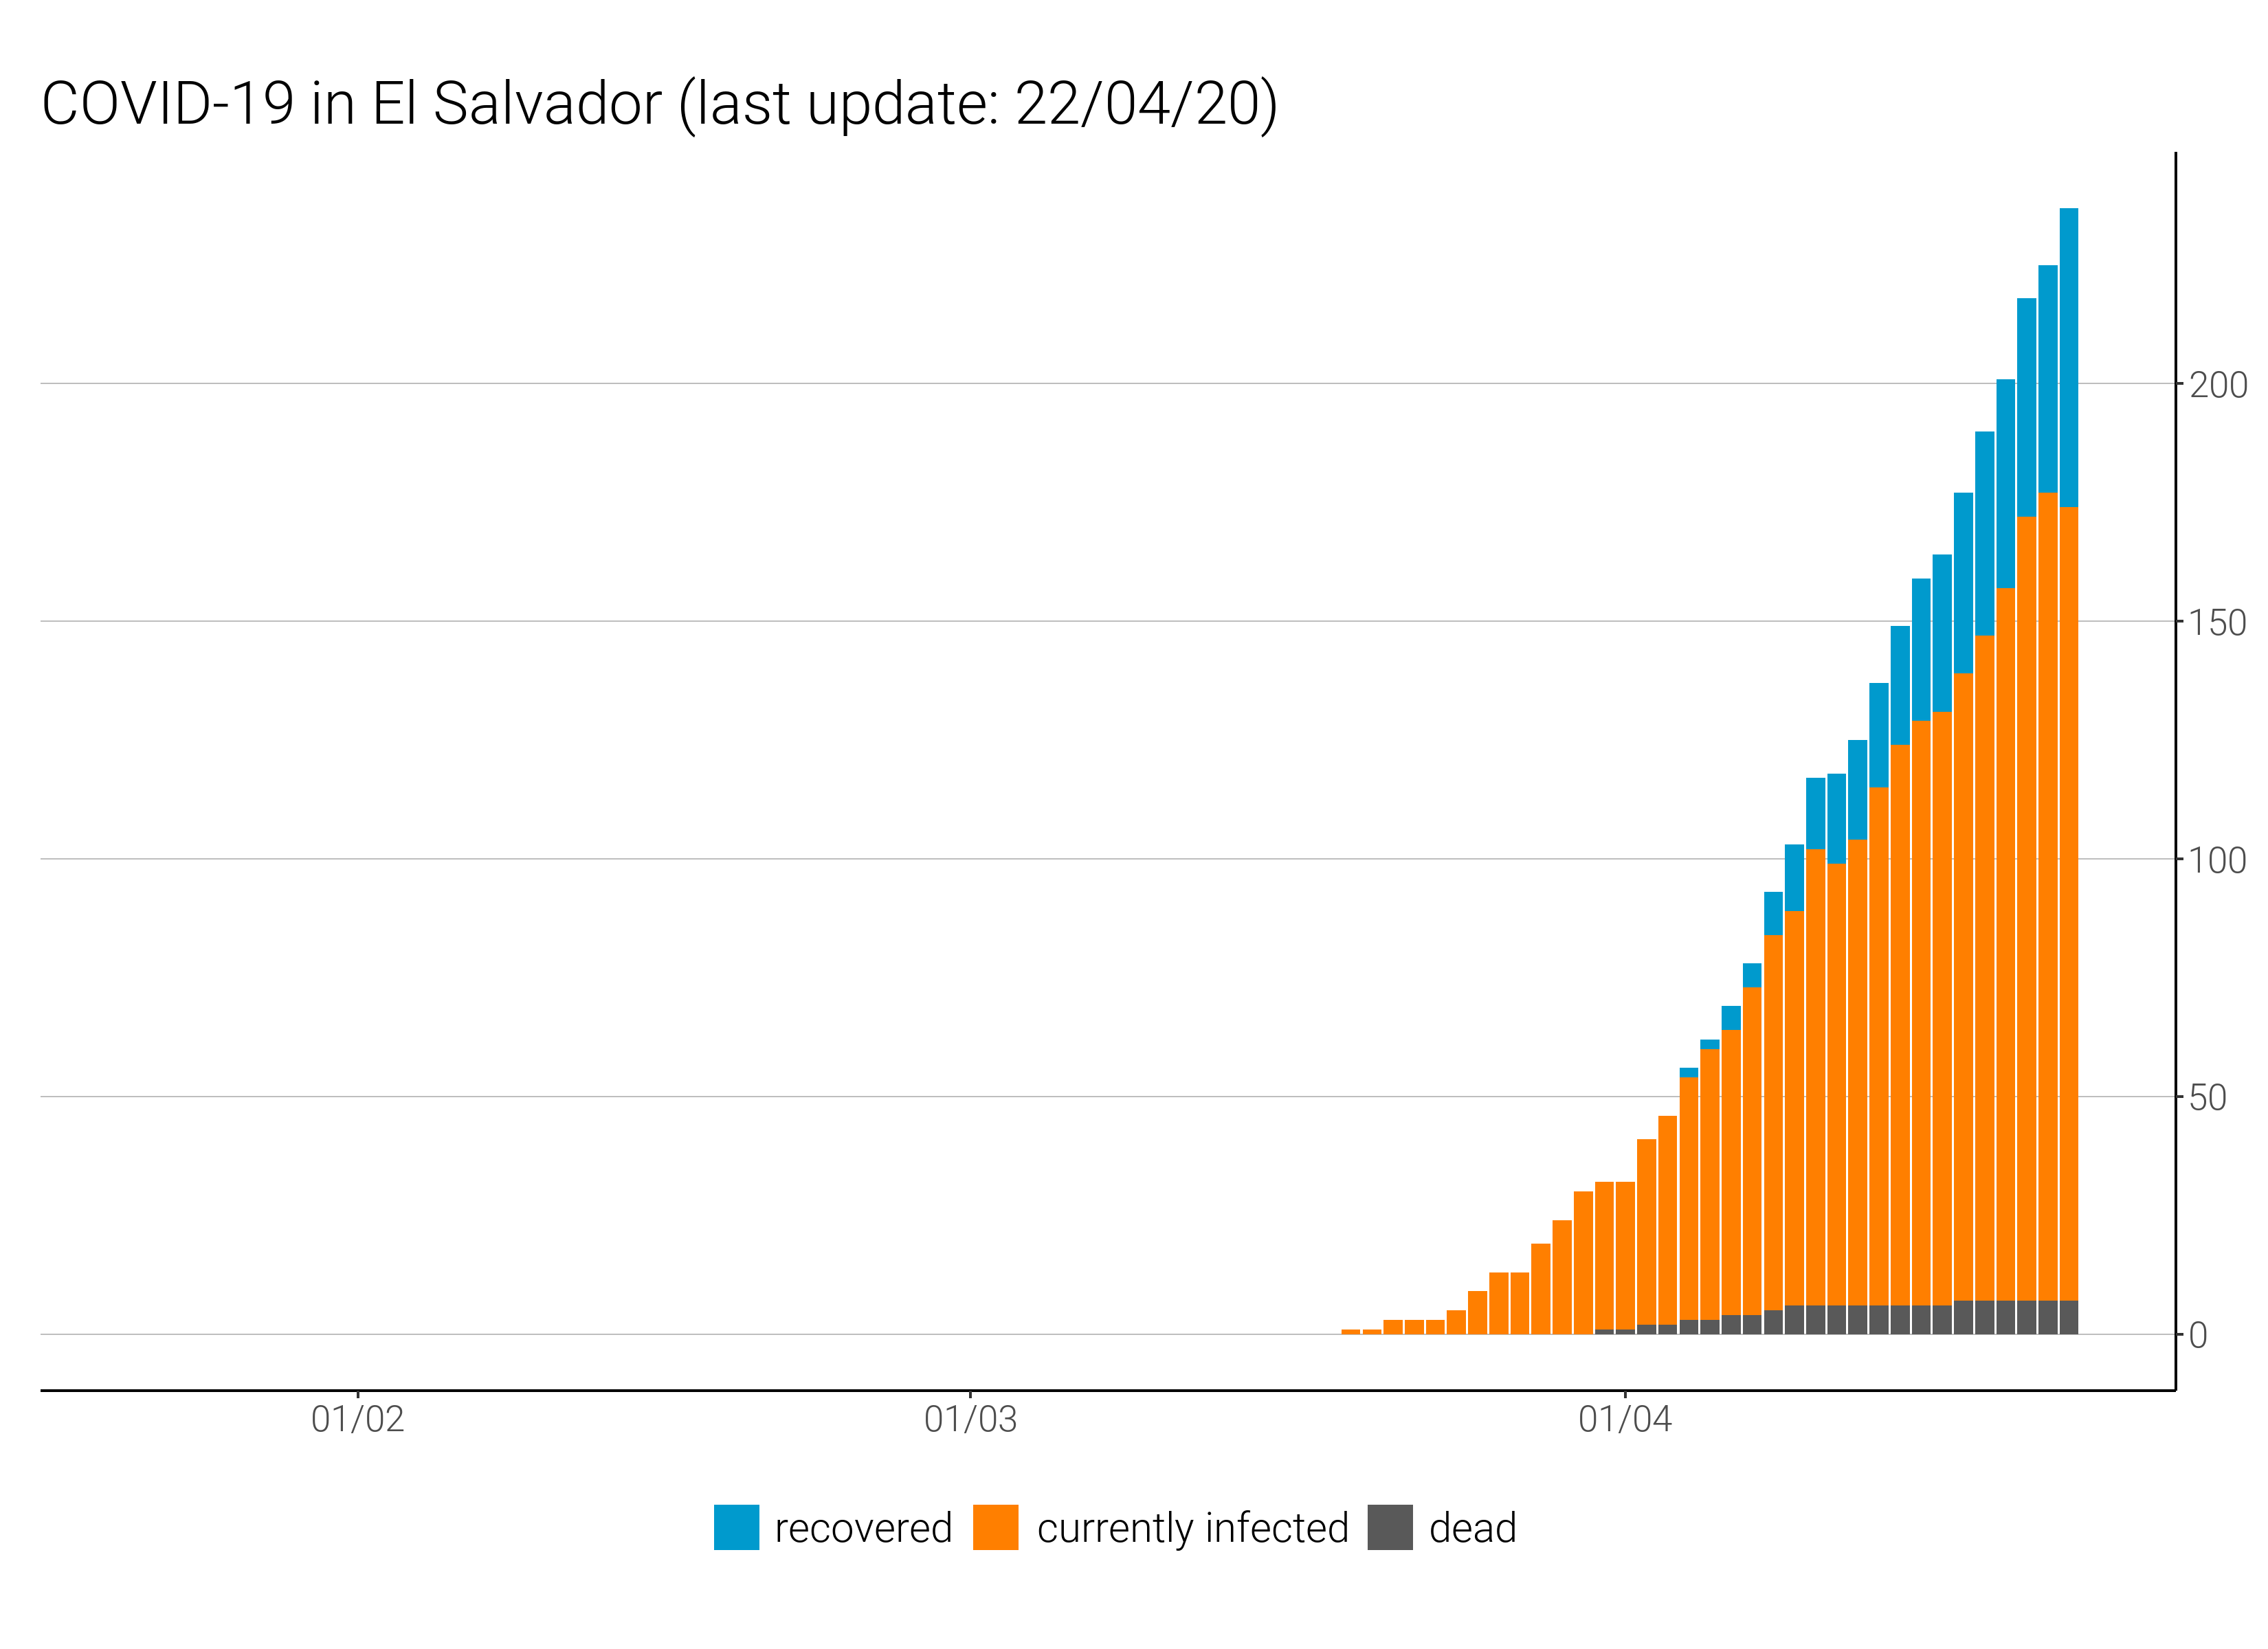 COVID-19 in El Salvador (last update: 22/04/20)
200
150
100
50
0
01/02 01/03 01/04
recovered currently infected dead